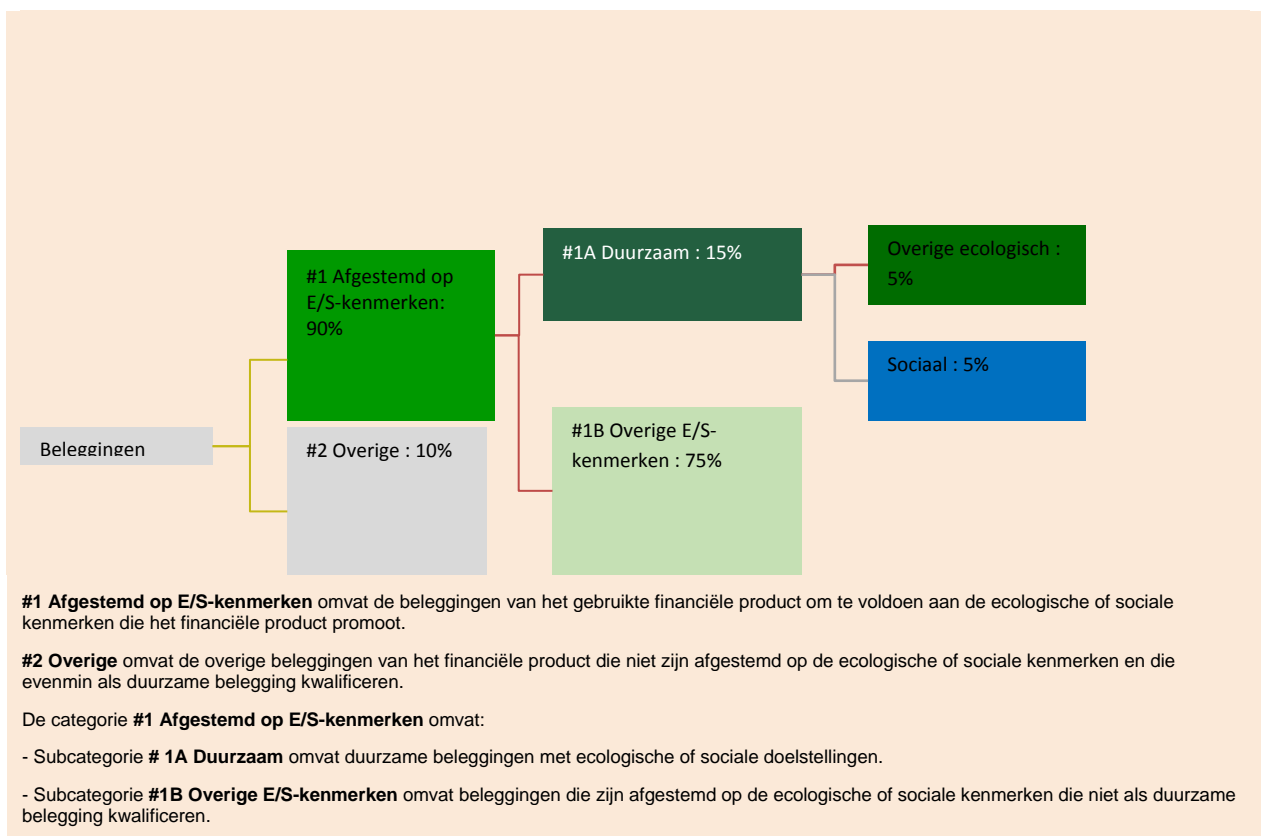 #1 Afgestemd op
E/S-kenmerken:
90%
#1A Duurzaam : 15%
Overige ecologisch :
5%
Sociaal : 5%
Beleggingen
#2 Overige : 10%
#1B Overige E/S-
kenmerken : 75%
#1 Afgestemd op E/S-kenmerken omvat de beleggingen van het gebruikte financiële product om te voldoen aan de ecologische of sociale
kenmerken die het financiële product promoot.
#2 Overige omvat de overige beleggingen van het financiële product die niet zijn afgestemd op de ecologische of sociale kenmerken en die
evenmin als duurzame belegging kwalificeren.
De categorie #1 Afgestemd op E/S-kenmerken omvat:
- Subcategorie # 1A Duurzaam omvat duurzame beleggingen met ecologische of sociale doelstellingen.
- Subcategorie #1B Overige E/S-kenmerken omvat beleggingen die zijn afgestemd op de ecologische of sociale kenmerken die niet als duurzame
belegging kwalificeren.